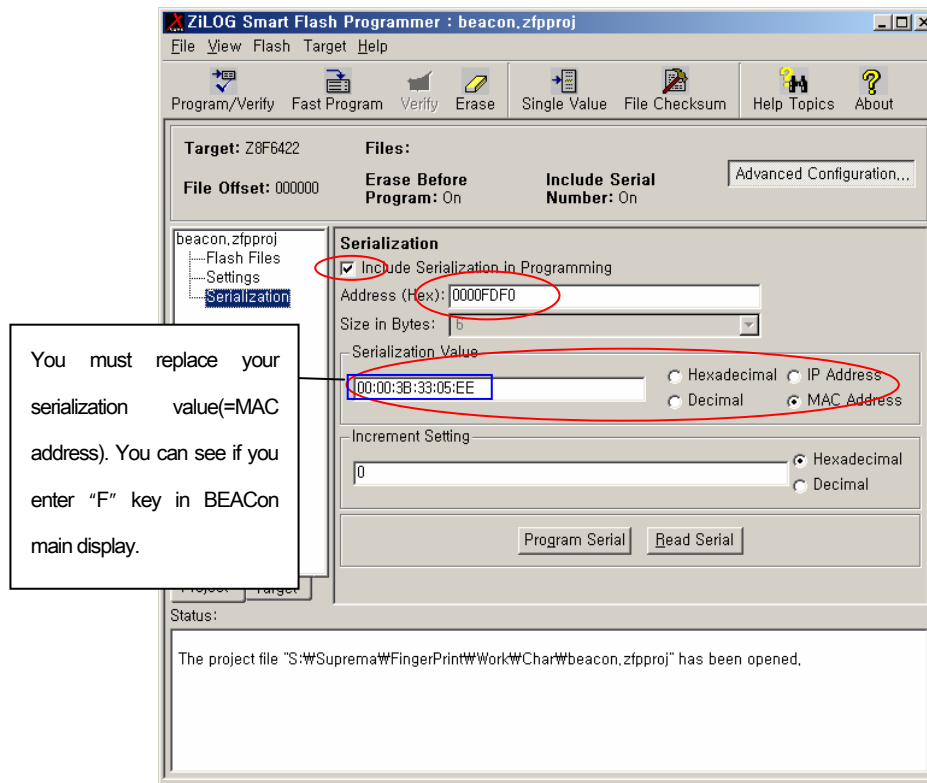 ZiLOG Smart Flash Programmer : beacon.zfpproj
File View Flash Target Help
Program/Verify Fast Program Verify Erase Single Value File Checksum Help Topics About
Target: Z8F6422 Files:
File Offset: 000000 Erase Before Program: On Include Serial Number: On Advanced Configuration...
beacon.zfpproj
Flash Files
Settings
Serialization
Serialization
Include Serialization in Programming
Address (Hex): 0000FDF0
Size in Bytes: 6
Serialization Value
00:00:3B:33:05:EE
Hexadecimal IP Address
Decimal MAC Address
Increment Setting
0
Hexadecimal
Decimal
Program Serial Read Serial
You must replace your
serialization value(=MAC
address). You can see if you
enter “F” key in BEACon
main display.
Project Target
Status:
The project file "S:₩Suprema₩FingerPrint₩Work₩Char₩beacon.zfpproj" has been opened.